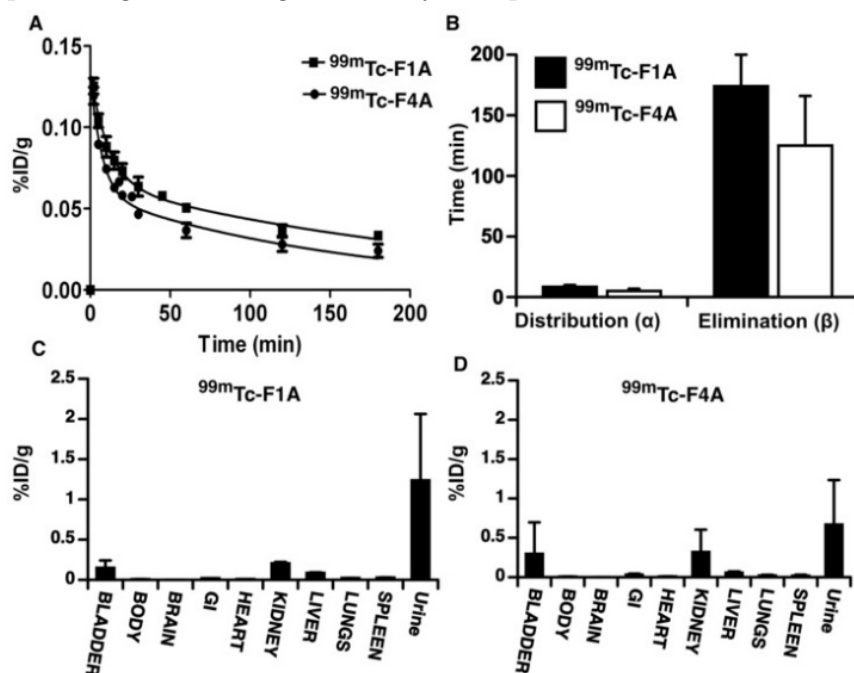 A
0.15
0.10
0.05
0.00
%ID/g
99mTc-F1A
99mTc-F4A
0 50 100 150 200
Time (min)
B
200
150
100
50
0
Time (min)
99mTc-F1A
99mTc-F4A
Distribution (α) Elimination (β)
C
99mTc-F1A
2.5
2
1.5
1
0.5
0
%ID/g
BLADDER
BODY
BRAIN
GI
HEART
KIDNEY
LIVER
LUNGS
SPLEEN
Urine
D
99mTc-F4A
2.5
2
1.5
1
0.5
0
%ID/g
BLADDER
BODY
BRAIN
GI
HEART
KIDNEY
LIVER
LUNGS
SPLEEN
Urine